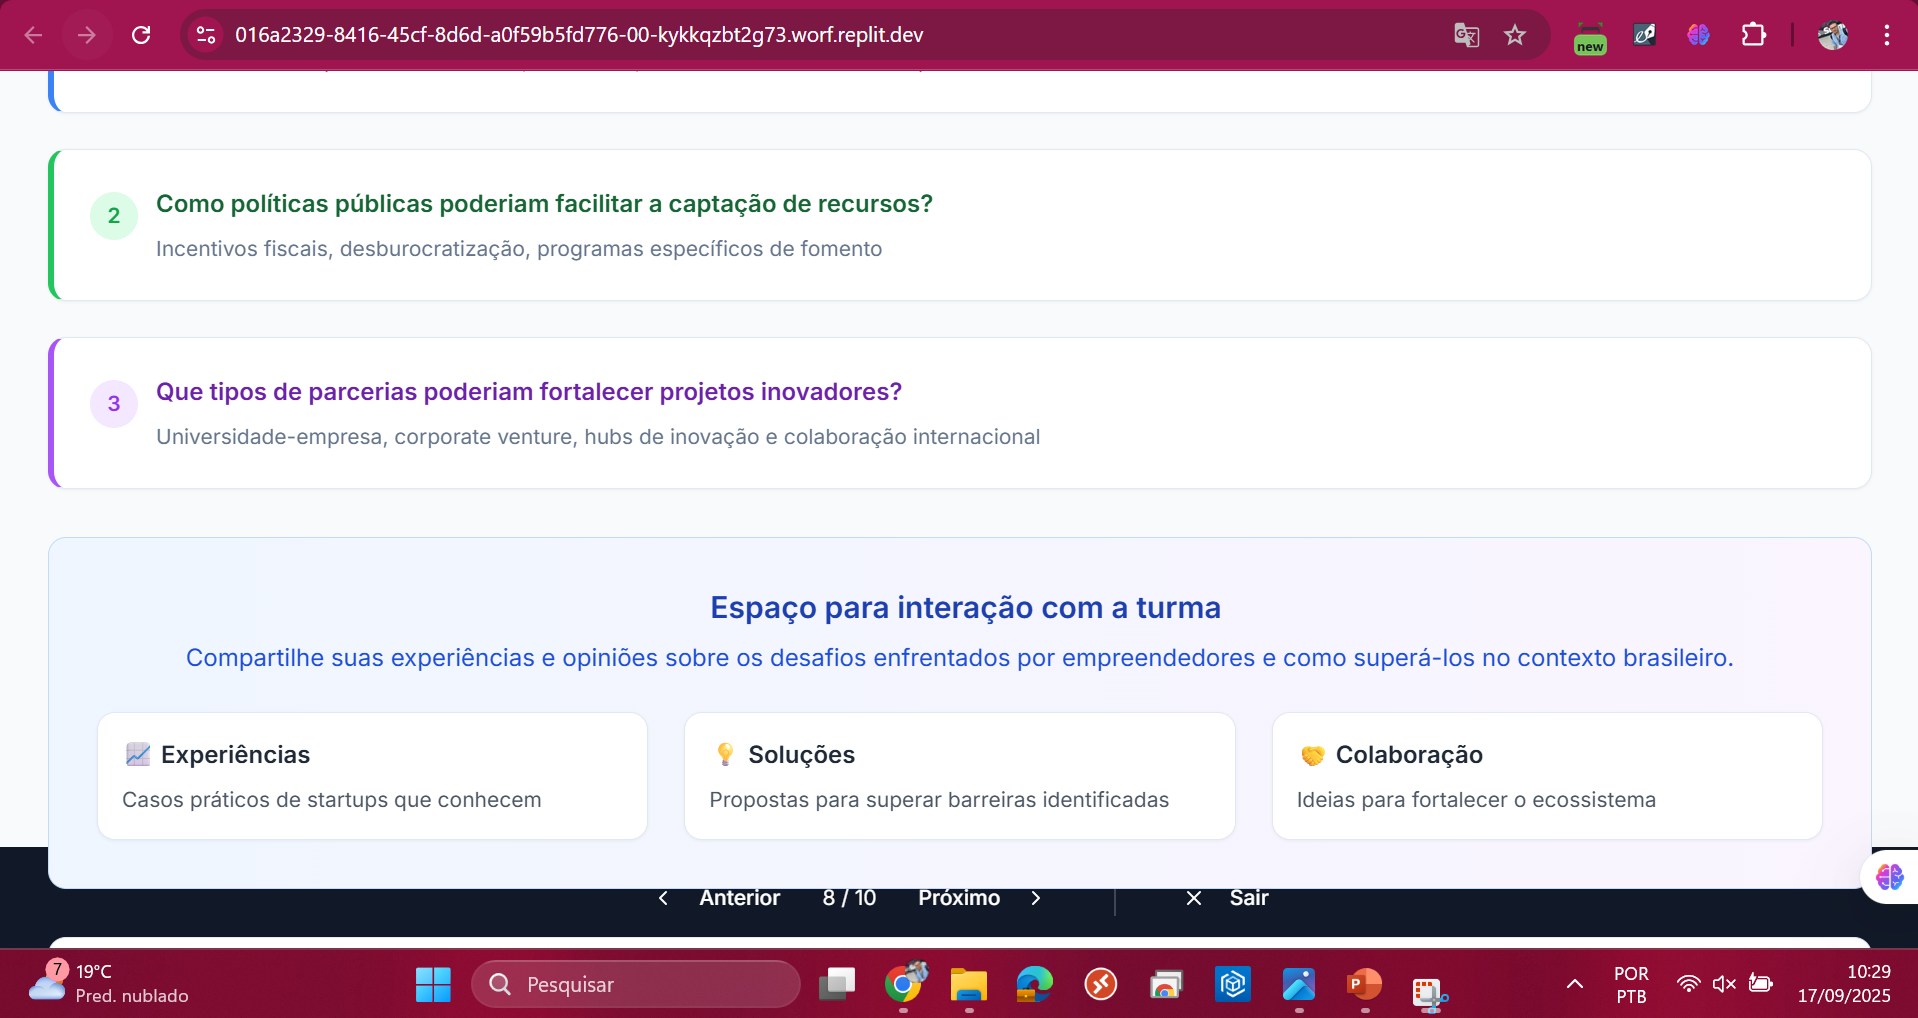 016a2329-8416-45cf-8d6d-a0f59b5fd776-00-kykkqzbt2g73.worf.replit.dev
new
2
Como políticas públicas poderiam facilitar a captação de recursos?
Incentivos fiscais, desburocratização, programas específicos de fomento
3
Que tipos de parcerias poderiam fortalecer projetos inovadores?
Universidade-empresa, corporate venture, hubs de inovação e colaboração internacional
Espaço para interação com a turma
Compartilhe suas experiências e opiniões sobre os desafios enfrentados por empreendedores e como superá-los no contexto brasileiro.
Experiências
Casos práticos de startups que conhecem
Soluções
Propostas para superar barreiras identificadas
Colaboração
Ideias para fortalecer o ecossistema
Anterior 8 / 10 Próximo Sair
7
19°C
Pred. nublado
Pesquisar
POR
PTB
10:29
17/09/2025